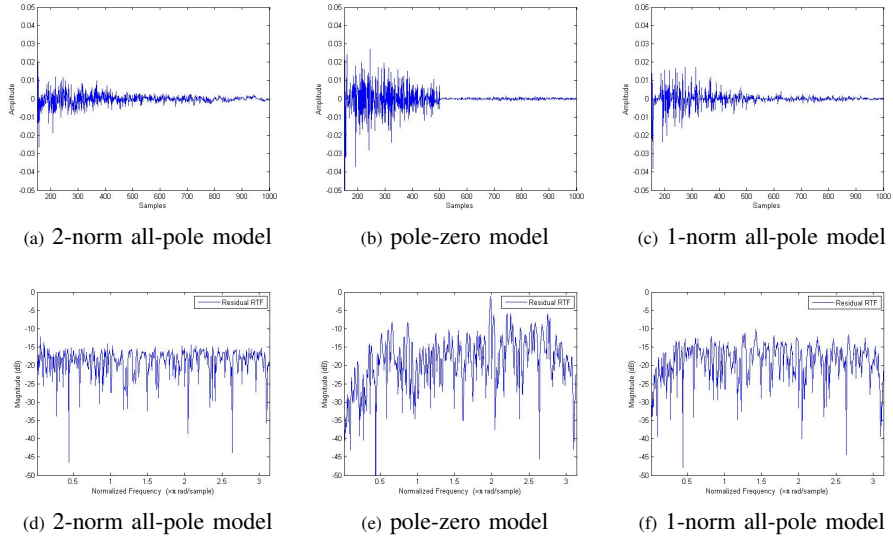 0.05 0.05 0.05
0.04 0.04 0.04
0.03 0.03 0.03
0.02 0.02 0.02
0.01 0.01 0.01
0 0 0
-0.01 -0.01 -0.01
-0.02 -0.02 -0.02
-0.03 -0.03 -0.03
-0.04 -0.04 -0.04
-0.05 -0.05 -0.05
Amplitude Amplitude Amplitude
200 300 400 500 600 700 800 900 1000 200 300 400 500 600 700 800 900 1000 200 300 400 500 600 700 800 900 1000
Samples Samples Samples
(a) 2-norm all-pole model (b) pole-zero model (c) 1-norm all-pole model
Residual RTF Residual RTF Residual RTF
0 0 0
-5 -5 -5
-10 -10 -10
-15 -15 -15
-20 -20 -20
-25 -25 -25
-30 -30 -30
-35 -35 -35
-40 -40 -40
-45 -45 -45
-50 -50 -50
Magnitude (dB) Magnitude (dB) Magnitude (dB)
0.5 1 1.5 2 2.5 3 0.5 1 1.5 2 2.5 3 0.5 1 1.5 2 2.5 3
Normalized Frequency (×π rad/sample) Normalized Frequency (×π rad/sample) Normalized Frequency (×π rad/sample)
(d) 2-norm all-pole model (e) pole-zero model (f) 1-norm all-pole model